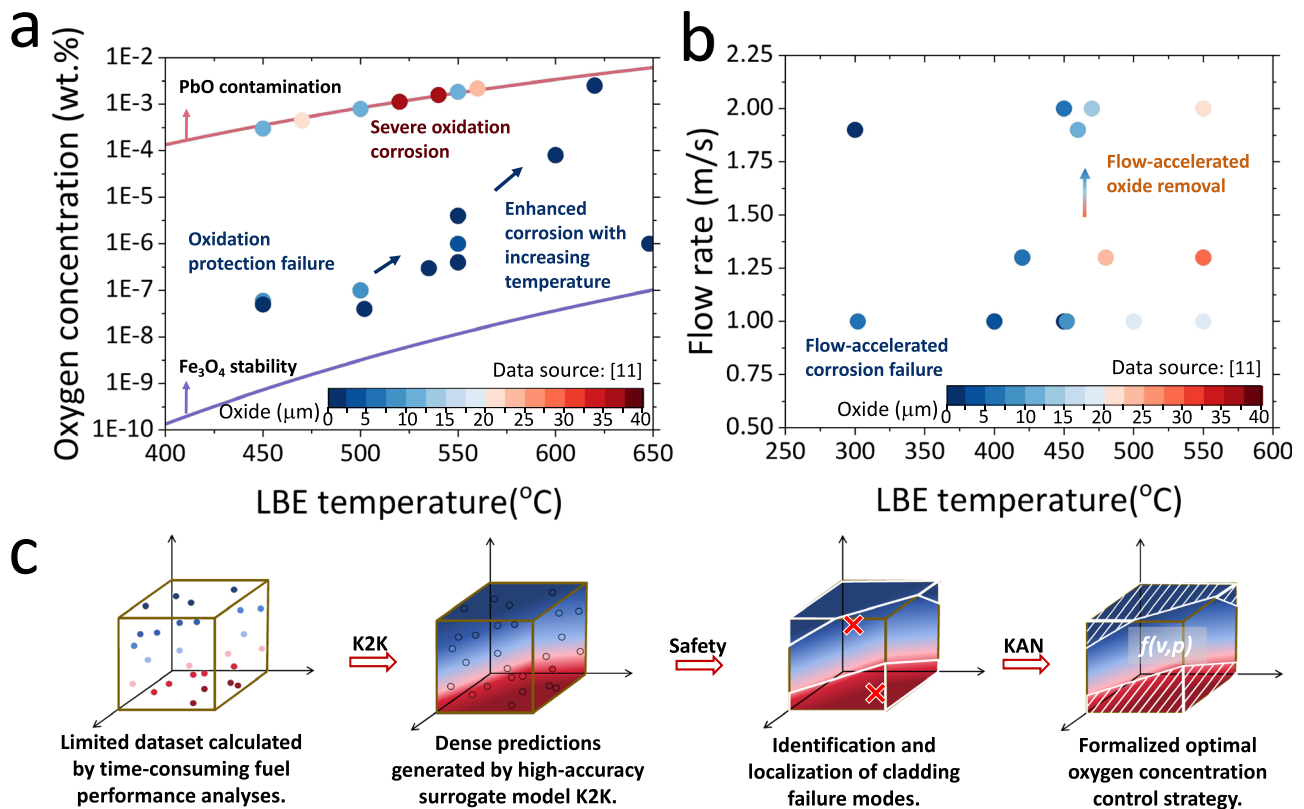 a
Oxygen concentration (wt.%)
1E-2
1E-3
1E-4
1E-5
1E-6
1E-7
1E-8
1E-9
1E-10
PbO contamination
Severe oxidation
corrosion
Oxidation
protection failure
Enhanced
corrosion with
increasing
temperature
Fe₃O₄ stability
Data source: [11]
Oxide (μm)
0 5 10 15 20 25 30 35 40
400 450 500 550 600 650
LBE temperature(°C)
b
Flow rate (m/s)
2.25
2.00
1.75
1.50
1.25
1.00
0.75
0.50
Flow-accelerated
oxide removal
Flow-accelerated
corrosion failure
Data source: [11]
Oxide (μm)
0 5 10 15 20 25 30 35 40
250 300 350 400 450 500 550 600
LBE temperature(°C)
c
K2K
Safety
KAN
f(v,p)
Limited dataset calculated
by time-consuming fuel
performance analyses.
Dense predictions
generated by high-accuracy
surrogate model K2K.
Identification and
localization of cladding
failure modes.
Formalized optimal
oxygen concentration
control strategy.